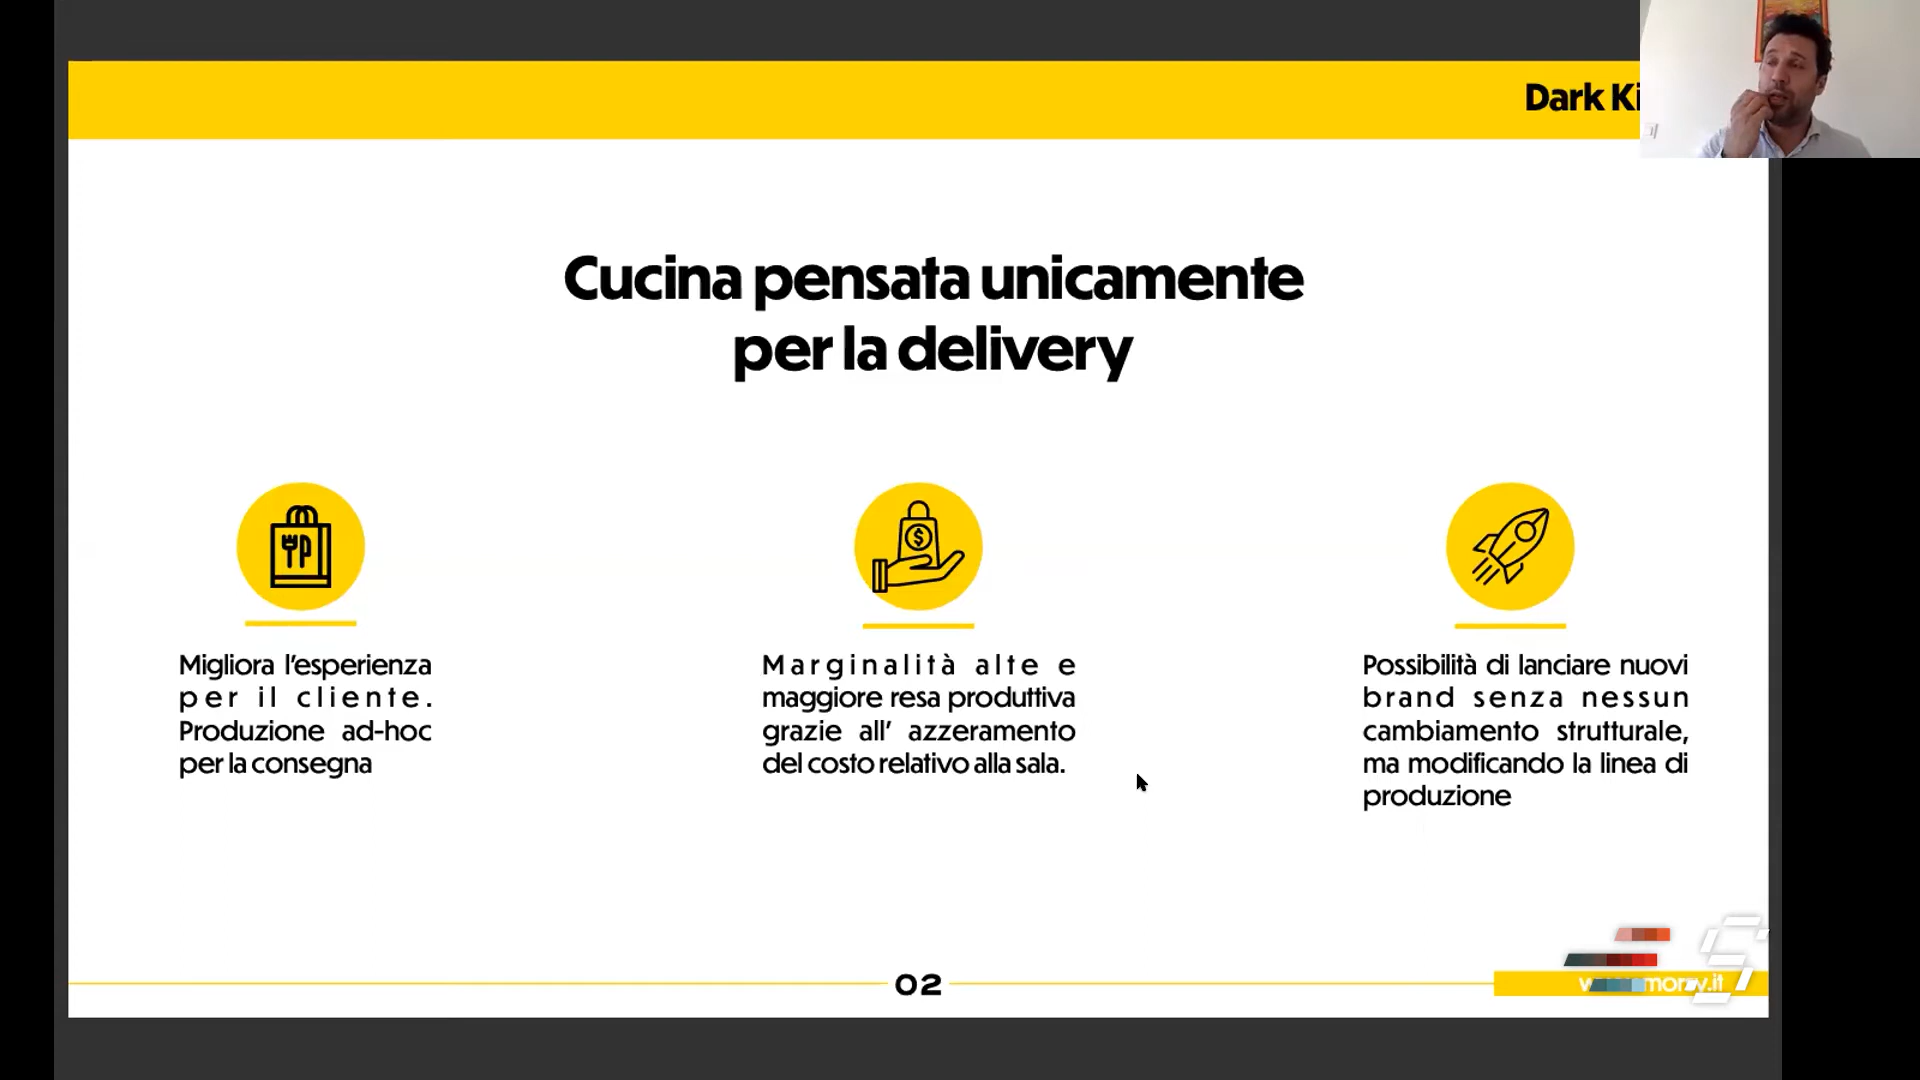 Dark
Cucina pensata unicamente
per la delivery
Migliora l'esperienza
per il cliente.
Produzione ad-hoc
per la consegna
$
Marginalità alte e
maggiore resa produttiva
grazie all' azzeramento
del costo relativo alla sala.
Possibilità di lanciare nuovi
brand senza nessun
cambiamento strutturale,
ma modificando la linea di
produzione
02